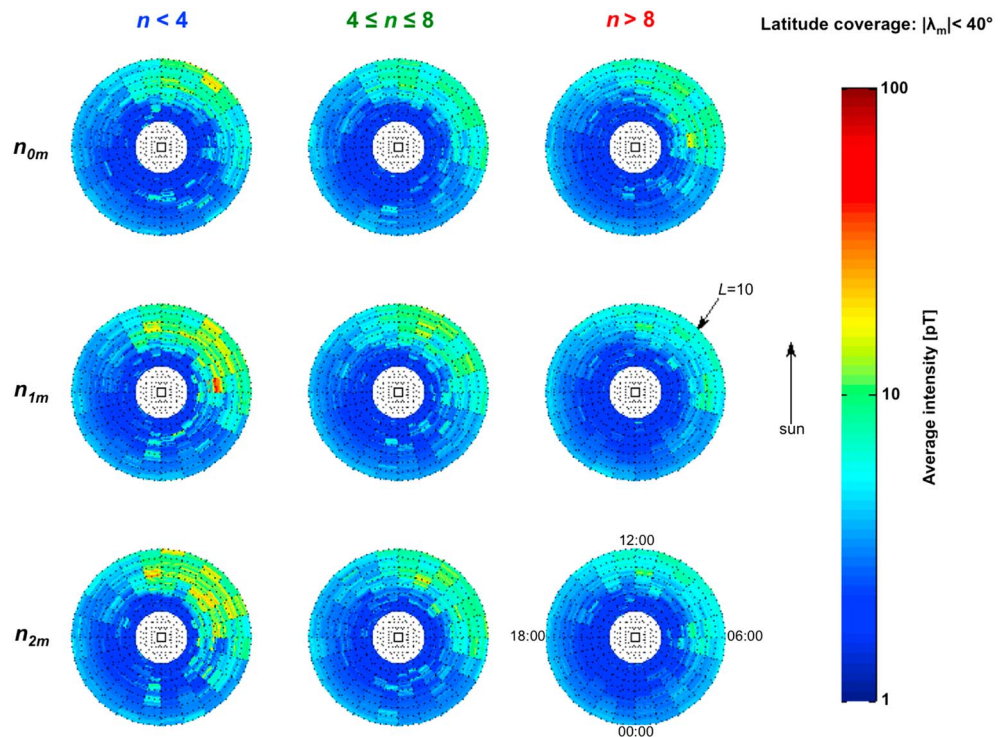 n < 4
4 ≤ n ≤ 8
n > 8
Latitude coverage: |λm|< 40°
100
n0m
10
L=10
n1m
sun
Average intensity [pT]
12:00
n2m
18:00
06:00
00:00
1